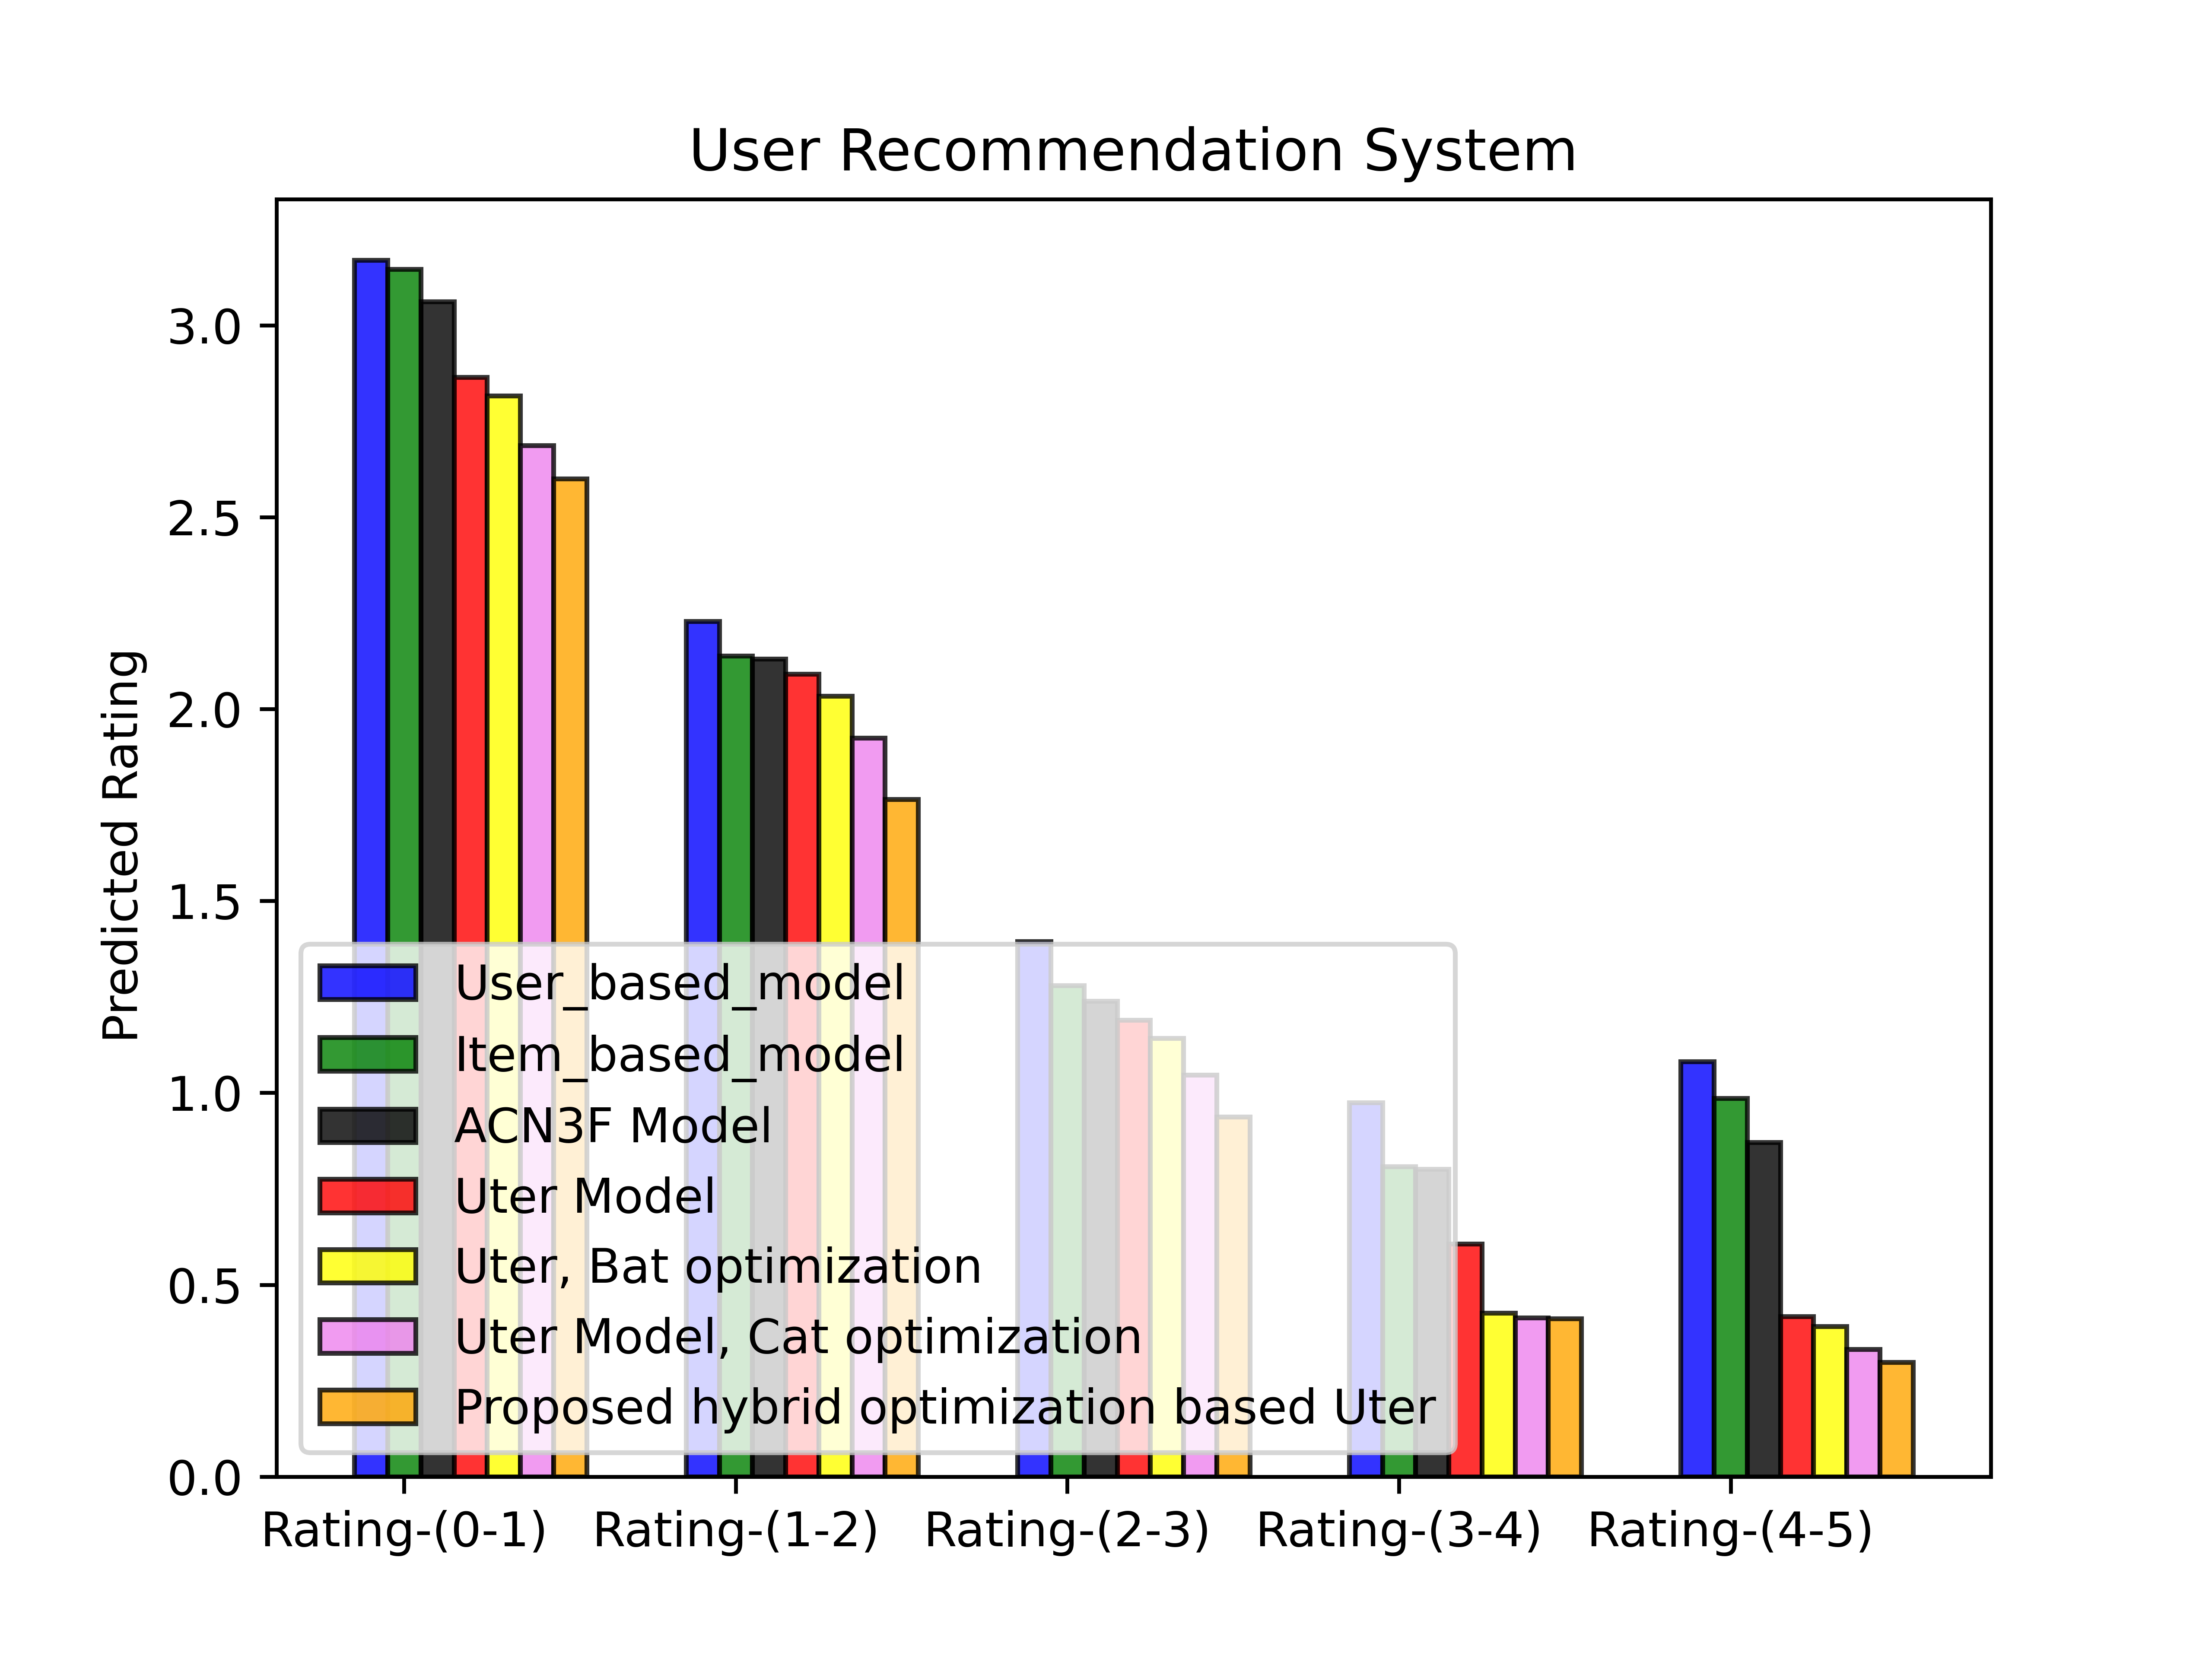 User Recommendation System
Predicted Rating
3.0
2.5
2.0
1.5
1.0
0.5
0.0
User_based_model
Item_based_model
ACN3F Model
Uter Model
Uter, Bat optimization
Uter Model, Cat optimization
Proposed hybrid optimization based Uter
Rating-(0-1) Rating-(1-2) Rating-(2-3) Rating-(3-4) Rating-(4-5)